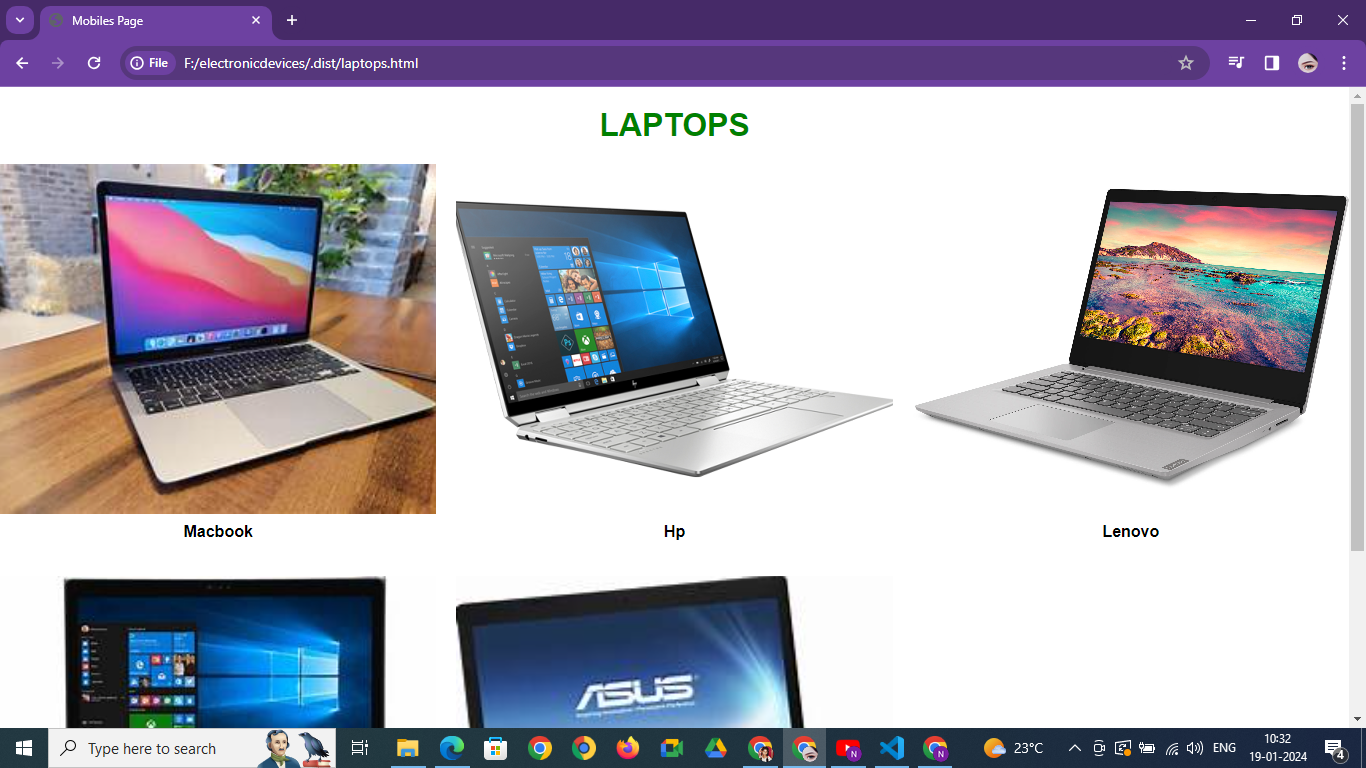 Mobiles Page
File
F:/electronicdevices/.dist/laptops.html
LAPTOPS
Macbook
Hp
Lenovo
ASUS
Type here to search
23°C
ENG
10:32
19-01-2024
4